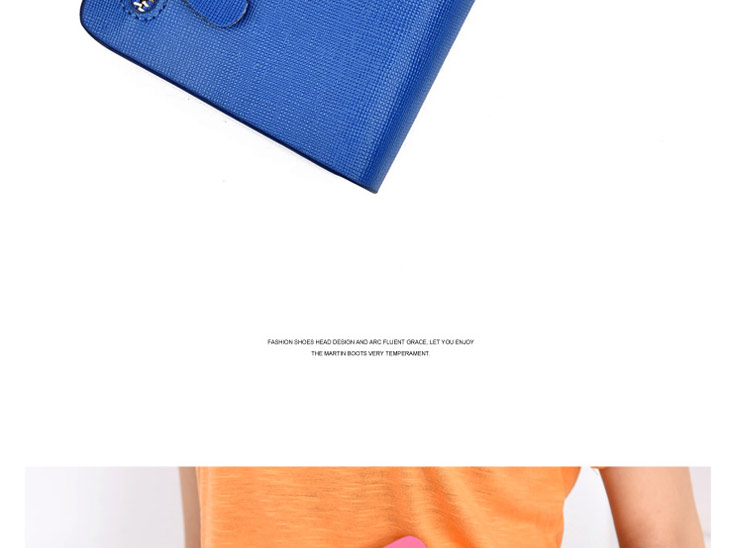 FASHION SHOES HEAD DESIGN AND ARC FLUENT GRACE, LET YOU ENJOY
THE MARTIN BOOTS VERY TEMPERAMENT.